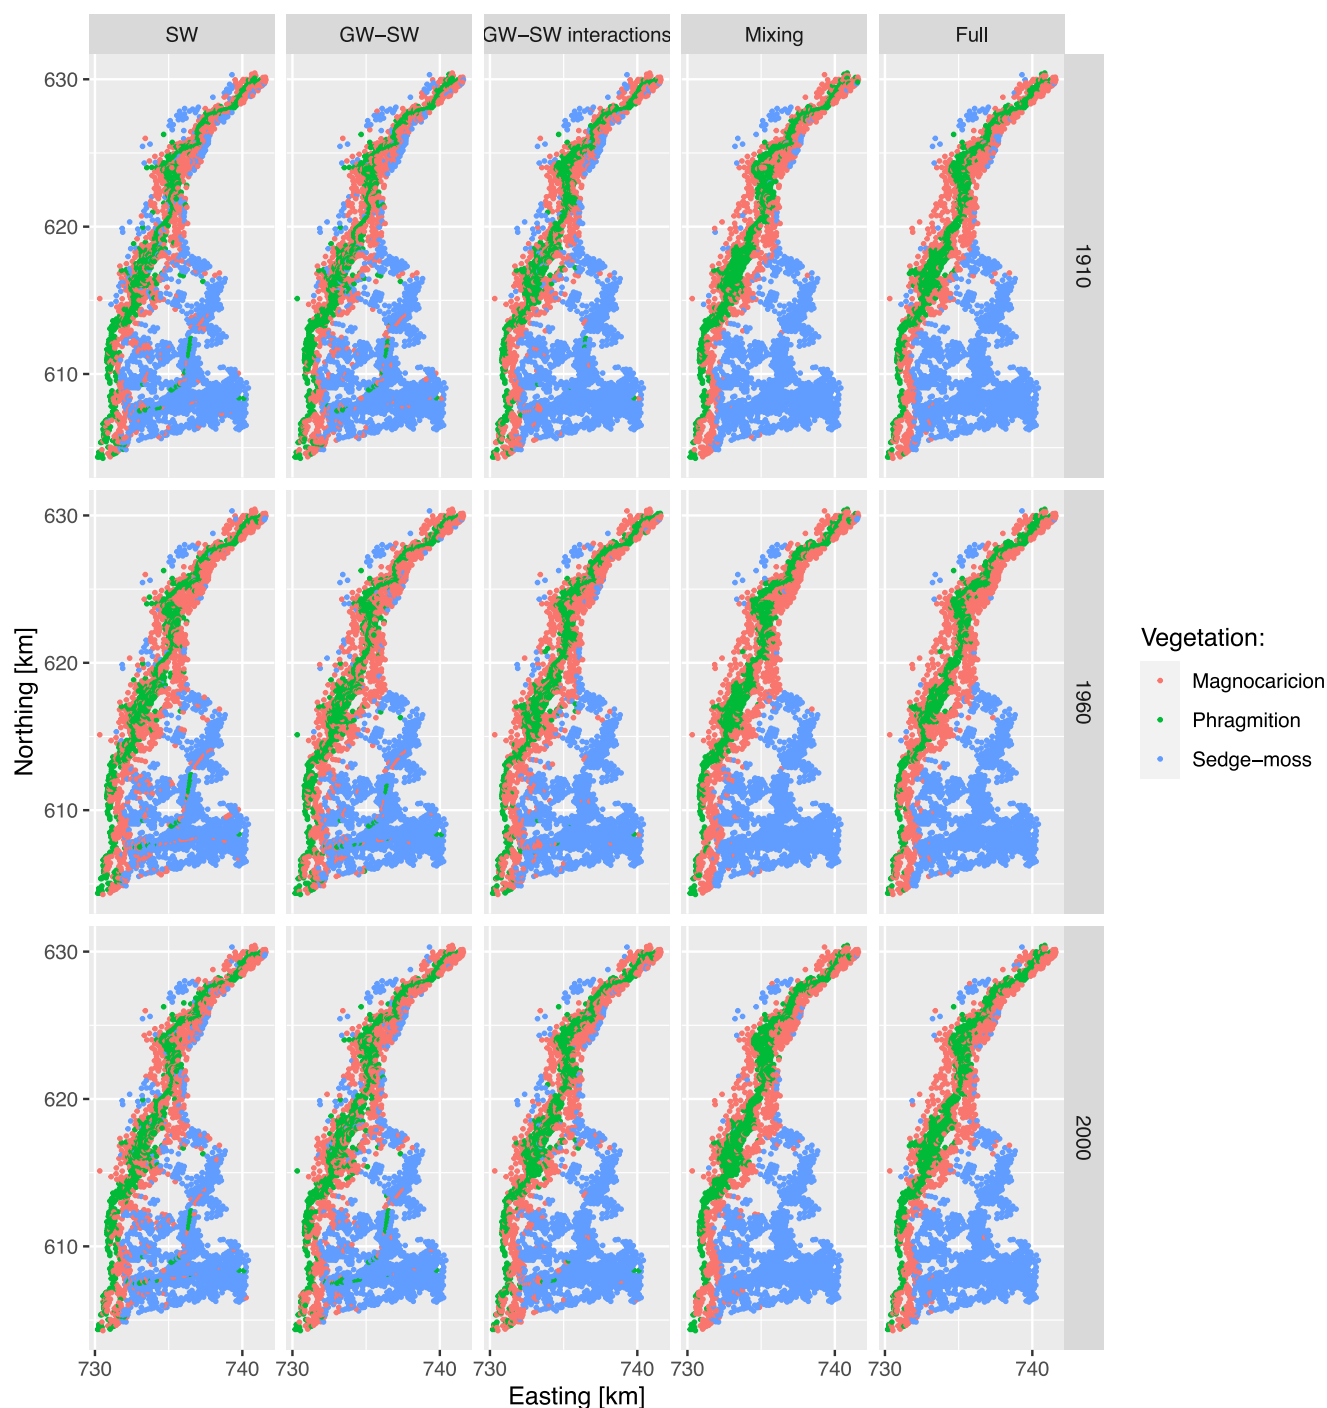 SW GW−SW GW−SW interactions Mixing Full
630
620
610
1910
630
620
610
1960
630
620
610
2000
730 740 730 740 730 740 730 740 730 740
Easting [km]
Northing [km]
Vegetation:
Magnocaricion
Phragmition
Sedge−moss